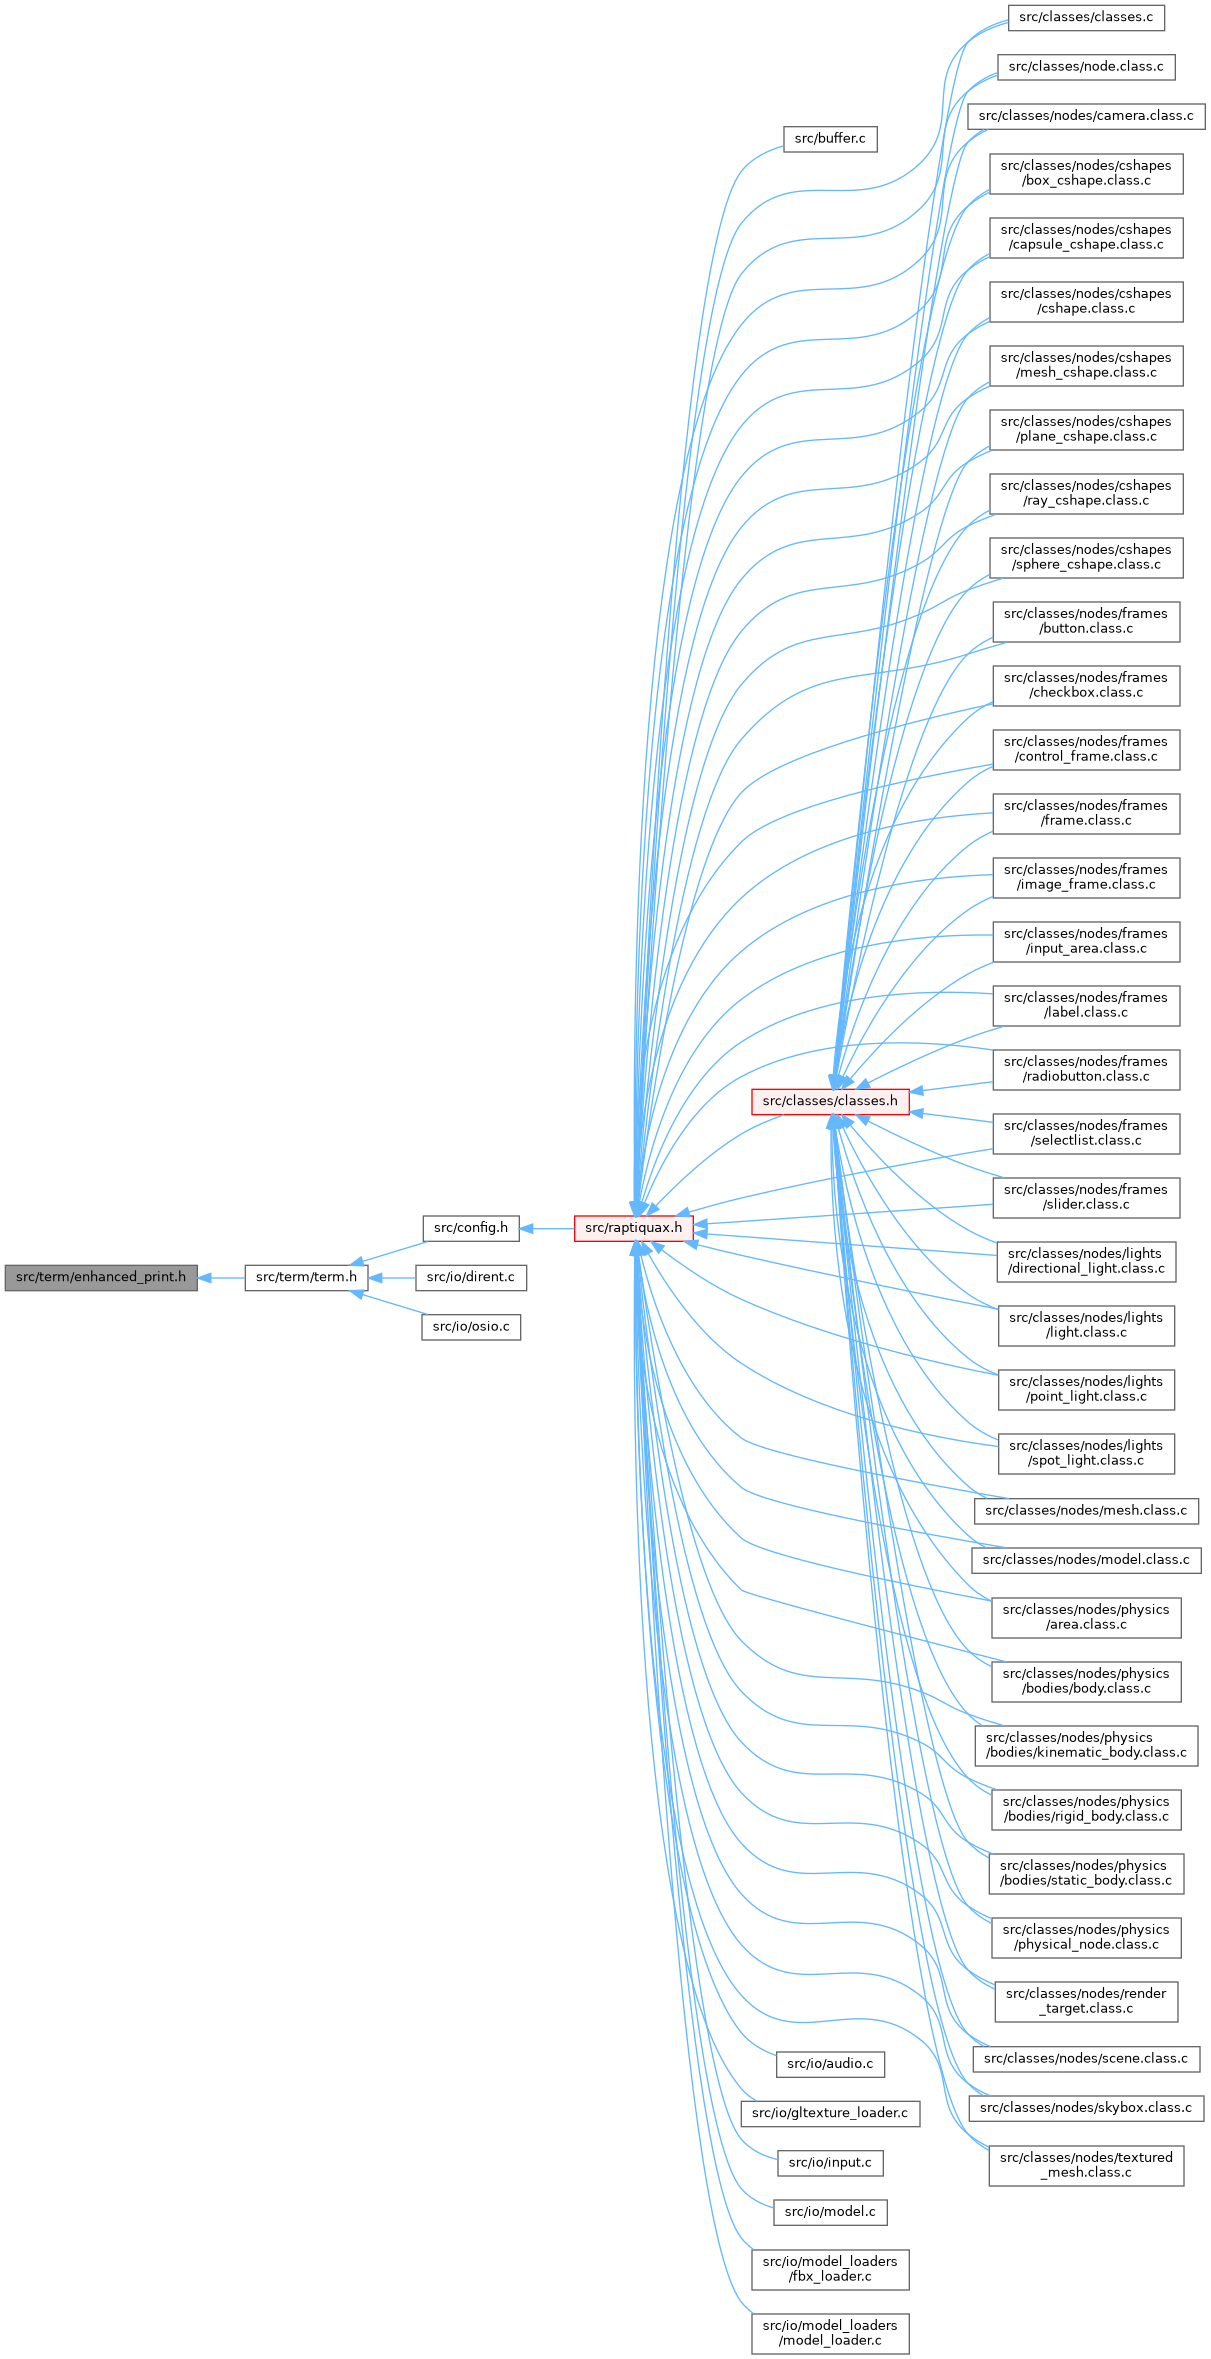 src/classes/classes.c
src/classes/node.class.c
src/classes/nodes/camera.class.c
src/buffer.c
src/classes/nodes/cshapes
/box_cshape.class.c
src/classes/nodes/cshapes
/capsule_cshape.class.c
src/classes/nodes/cshapes
/cshape.class.c
src/classes/nodes/cshapes
/mesh_cshape.class.c
src/classes/nodes/cshapes
/plane_cshape.class.c
src/classes/nodes/cshapes
/ray_cshape.class.c
src/classes/nodes/cshapes
/sphere_cshape.class.c
src/classes/nodes/frames
/button.class.c
src/classes/nodes/frames
/checkbox.class.c
src/classes/nodes/frames
/control_frame.class.c
src/classes/nodes/frames
/frame.class.c
src/classes/nodes/frames
/image_frame.class.c
src/classes/nodes/frames
/input_area.class.c
src/classes/nodes/frames
/label.class.c
src/classes/nodes/frames
/radiobutton.class.c
src/classes/classes.h
src/classes/nodes/frames
/selectlist.class.c
src/classes/nodes/frames
/slider.class.c
src/config.h
src/raptiquax.h
src/classes/nodes/lights
/directional_light.class.c
src/term/enhanced_print.h
src/term/term.h
src/io/dirent.c
src/io/osio.c
src/classes/nodes/lights
/light.class.c
src/classes/nodes/lights
/point_light.class.c
src/classes/nodes/lights
/spot_light.class.c
src/classes/nodes/mesh.class.c
src/classes/nodes/model.class.c
src/classes/nodes/physics
/area.class.c
src/classes/nodes/physics
/bodies/body.class.c
src/classes/nodes/physics
/bodies/kinematic_body.class.c
src/classes/nodes/physics
/bodies/rigid_body.class.c
src/classes/nodes/physics
/bodies/static_body.class.c
src/classes/nodes/physics
/physical_node.class.c
src/classes/nodes/render
_target.class.c
src/classes/nodes/scene.class.c
src/io/audio.c
src/classes/nodes/skybox.class.c
src/io/gltexture_loader.c
src/classes/nodes/textured
_mesh.class.c
src/io/input.c
src/io/model.c
src/io/model_loaders
/fbx_loader.c
src/io/model_loaders
/model_loader.c